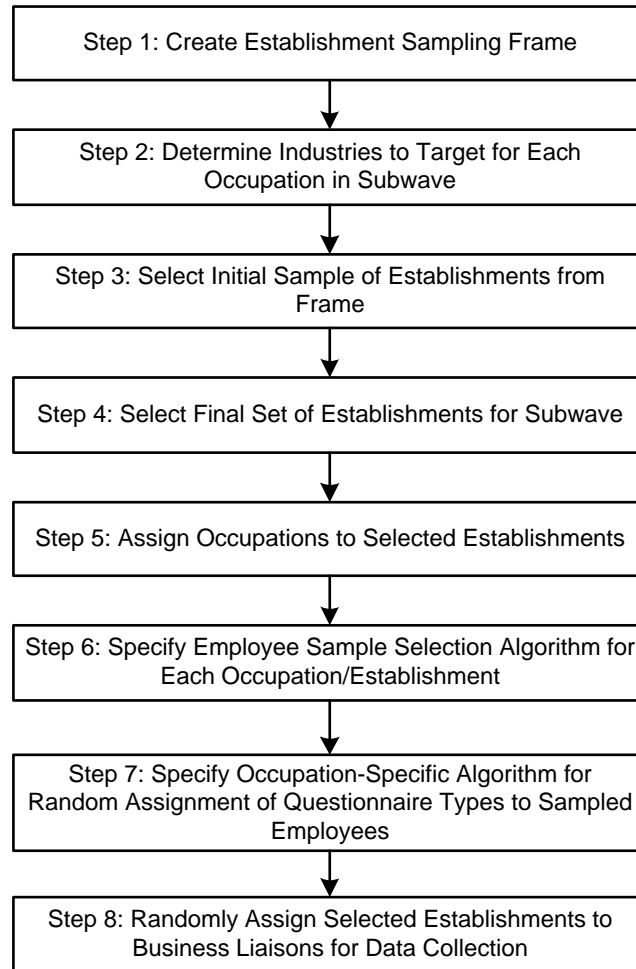 Step 1: Create Establishment Sampling Frame
Step 2: Determine Industries to Target for Each
Occupation in Subwave
Step 3: Select Initial Sample of Establishments from
Frame
Step 4: Select Final Set of Establishments for Subwave
Step 5: Assign Occupations to Selected Establishments
Step 6: Specify Employee Sample Selection Algorithm for
Each Occupation/Establishment
Step 7: Specify Occupation-Specific Algorithm for
Random Assignment of Questionnaire Types to Sampled
Employees
Step 8: Randomly Assign Selected Establishments to
Business Liaisons for Data Collection